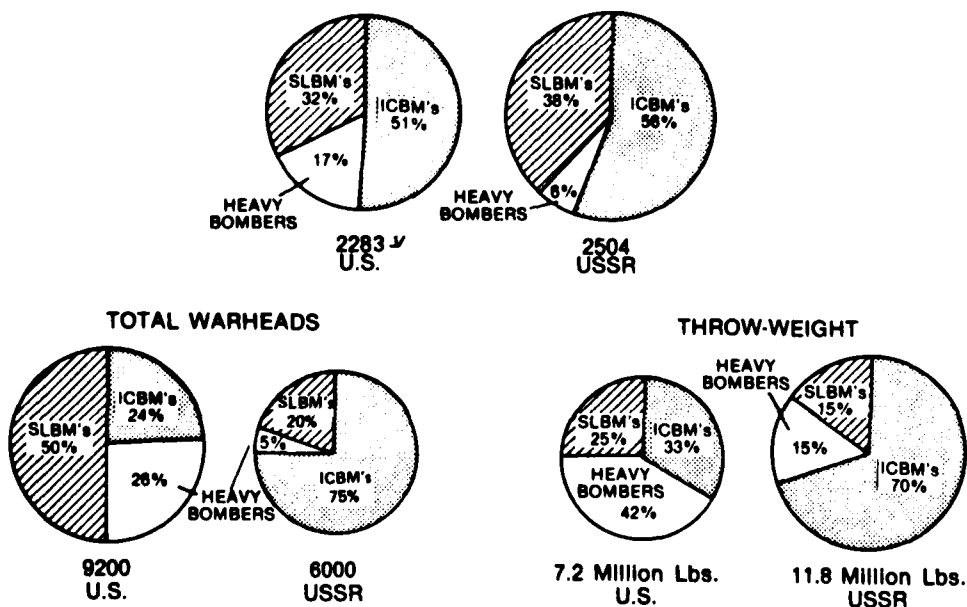 SLBM's
32%
ICBM's
51%
17%
HEAVY
BOMBERS
2283
U.S.
SLBM's
38%
ICBM's
56%
6%
HEAVY
BOMBERS
2504
USSR
TOTAL WARHEADS
SLBM's
50%
ICBM's
24%
26%
9200
U.S.
HEAVY
BOMBERS
SLBM's
20%
5%
ICBM's
75%
6000
USSR
THROW-WEIGHT
SLBM's
25%
ICBM's
33%
HEAVY BOMBERS
42%
7.2 Million Lbs.
U.S.
HEAVY
BOMBERS
SLBM's
15%
15%
ICBM's
70%
11.8 Million Lbs.
USSR